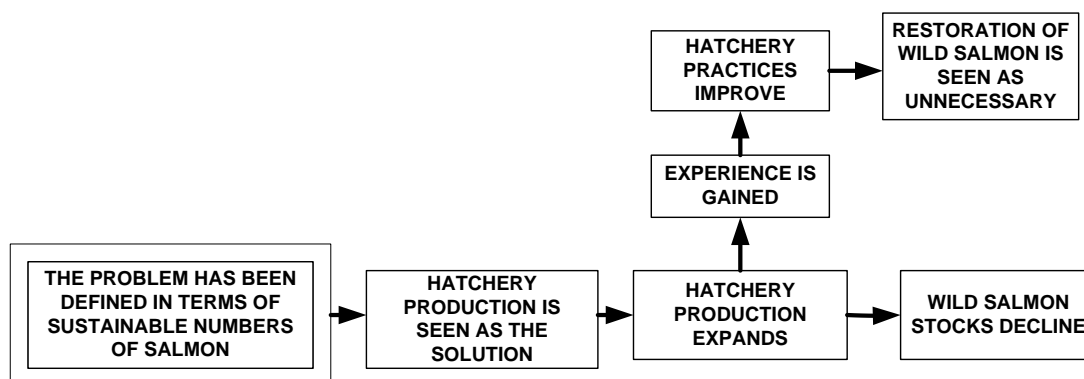 HATCHERY
PRACTICES
IMPROVE
RESTORATION OF
WILD SALMON IS
SEEN AS
UNNECESSARY
EXPERIENCE IS
GAINED
THE PROBLEM HAS BEEN
DEFINED IN TERMS OF
SUSTAINABLE NUMBERS
OF SALMON
HATCHERY
PRODUCTION IS
SEEN AS THE
SOLUTION
HATCHERY
PRODUCTION
EXPANDS
WILD SALMON
STOCKS DECLINE